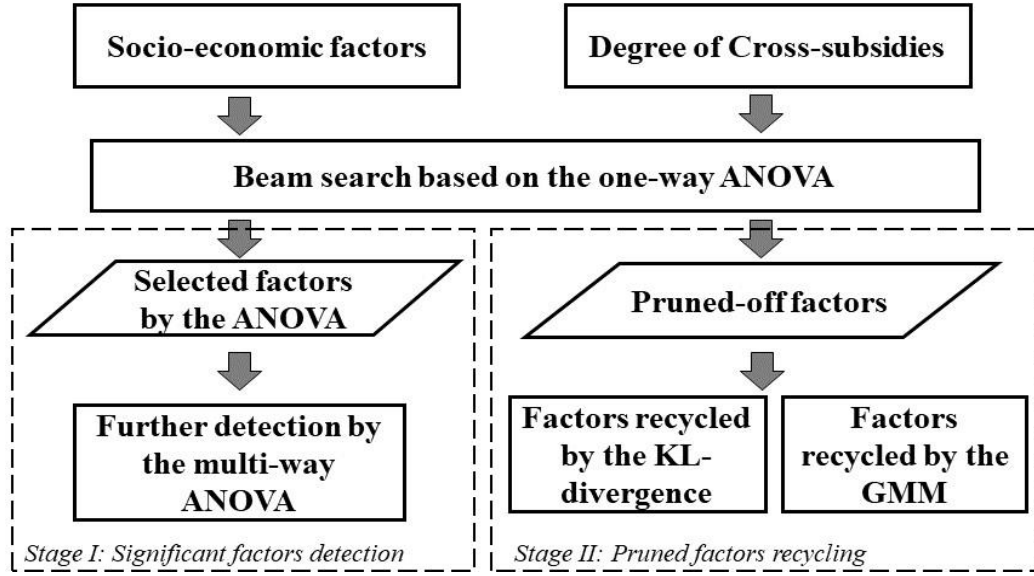 Socio-economic factors
Degree of Cross-subsidies
Beam search based on the one-way ANOVA
Selected factors
by the ANOVA
Pruned-off factors
Further detection by
the multi-way
ANOVA
Factors recycled
by the KL-
divergence
Factors
recycled by the
GMM
Stage I: Significant factors detection
Stage II: Pruned factors recycling